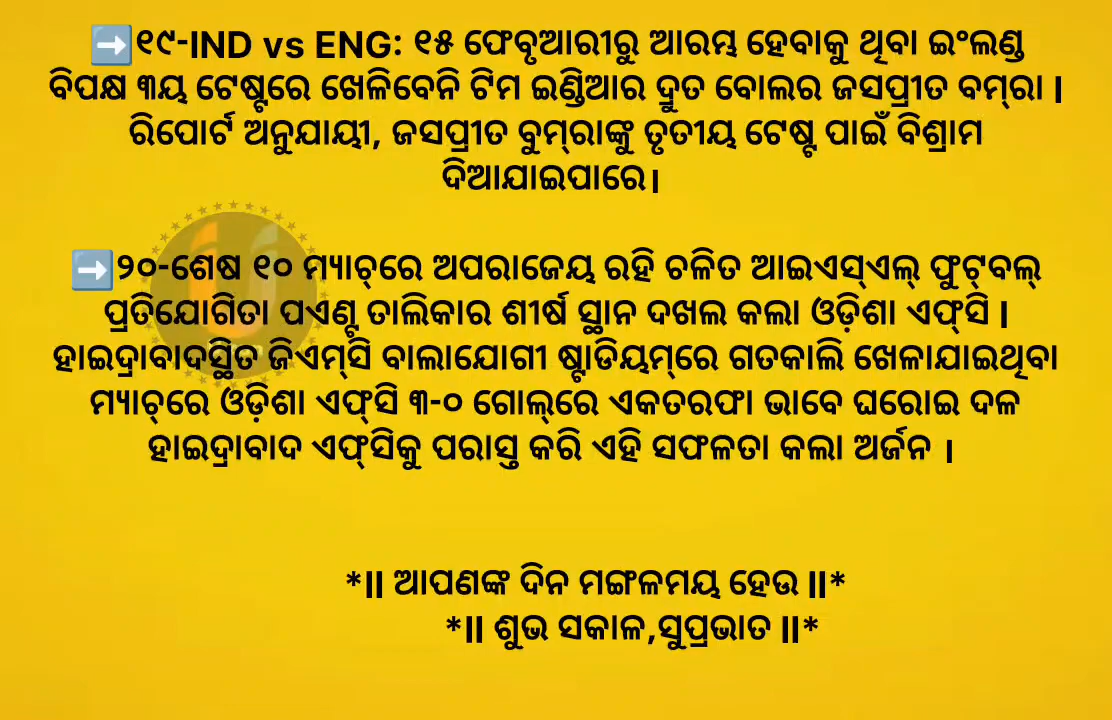 ➡️୧୯-IND vs ENG: ୧୫ ଫେବୃଆରୀରୁ ଆରମ୍ଭ ହେବାକୁ ଥିବା ଇଂଲଣ୍ଡ
ବିପକ୍ଷ ୩ୟ ଟେଷ୍ଟରେ ଖେଳିବେନି ଟିମ ଇଣ୍ଡିଆର ଦ୍ରୁତ ବୋଲର ଜସପ୍ରୀତ ବମ୍‌ରା ।
ରିପୋର୍ଟ ଅନୁଯାୟୀ, ଜସପ୍ରୀତ ବୁମ୍‌ରାଙ୍କୁ ତୃତୀୟ ଟେଷ୍ଟ ପାଇଁ ବିଶ୍ରାମ
ଦିଆଯାଇପାରେ।
➡️୨୦-ଶେଷ ୧୦ ମ୍ୟାଚ୍‌ରେ ଅପରାଜେୟ ରହି ଚଳିତ ଆଇଏସ୍‌ଏଲ୍ ଫୁଟ୍‌ବଲ୍
ପ୍ରତିଯୋଗିତା ପଏଣ୍ଟ ତାଲିକାର ଶୀର୍ଷ ସ୍ଥାନ ଦଖଲ କଲା ଓଡ଼ିଶା ଏଫ୍‌ସି ।
ହାଇଦ୍ରାବାଦସ୍ଥିତ ଜିଏମ୍‌ସି ବାଲାଯୋଗୀ ଷ୍ଟାଡିୟମ୍‌ରେ ଗତକାଲି ଖେଳାଯାଇଥିବା
ମ୍ୟାଚ୍‌ରେ ଓଡ଼ିଶା ଏଫ୍‌ସି ୩-୦ ଗୋଲ୍‌ରେ ଏକତରଫା ଭାବେ ଘରୋଇ ଦଳ
ହାଇଦ୍ରାବାଦ ଏଫ୍‌ସିକୁ ପରାସ୍ତ କରି ଏହି ସଫଳତା କଲା ଅର୍ଜନ ।
*|| ଆପଣଙ୍କ ଦିନ ମଙ୍ଗଳମୟ ହେଉ ||*
*|| ଶୁଭ ସକାଳ,ସୁପ୍ରଭାତ ||*